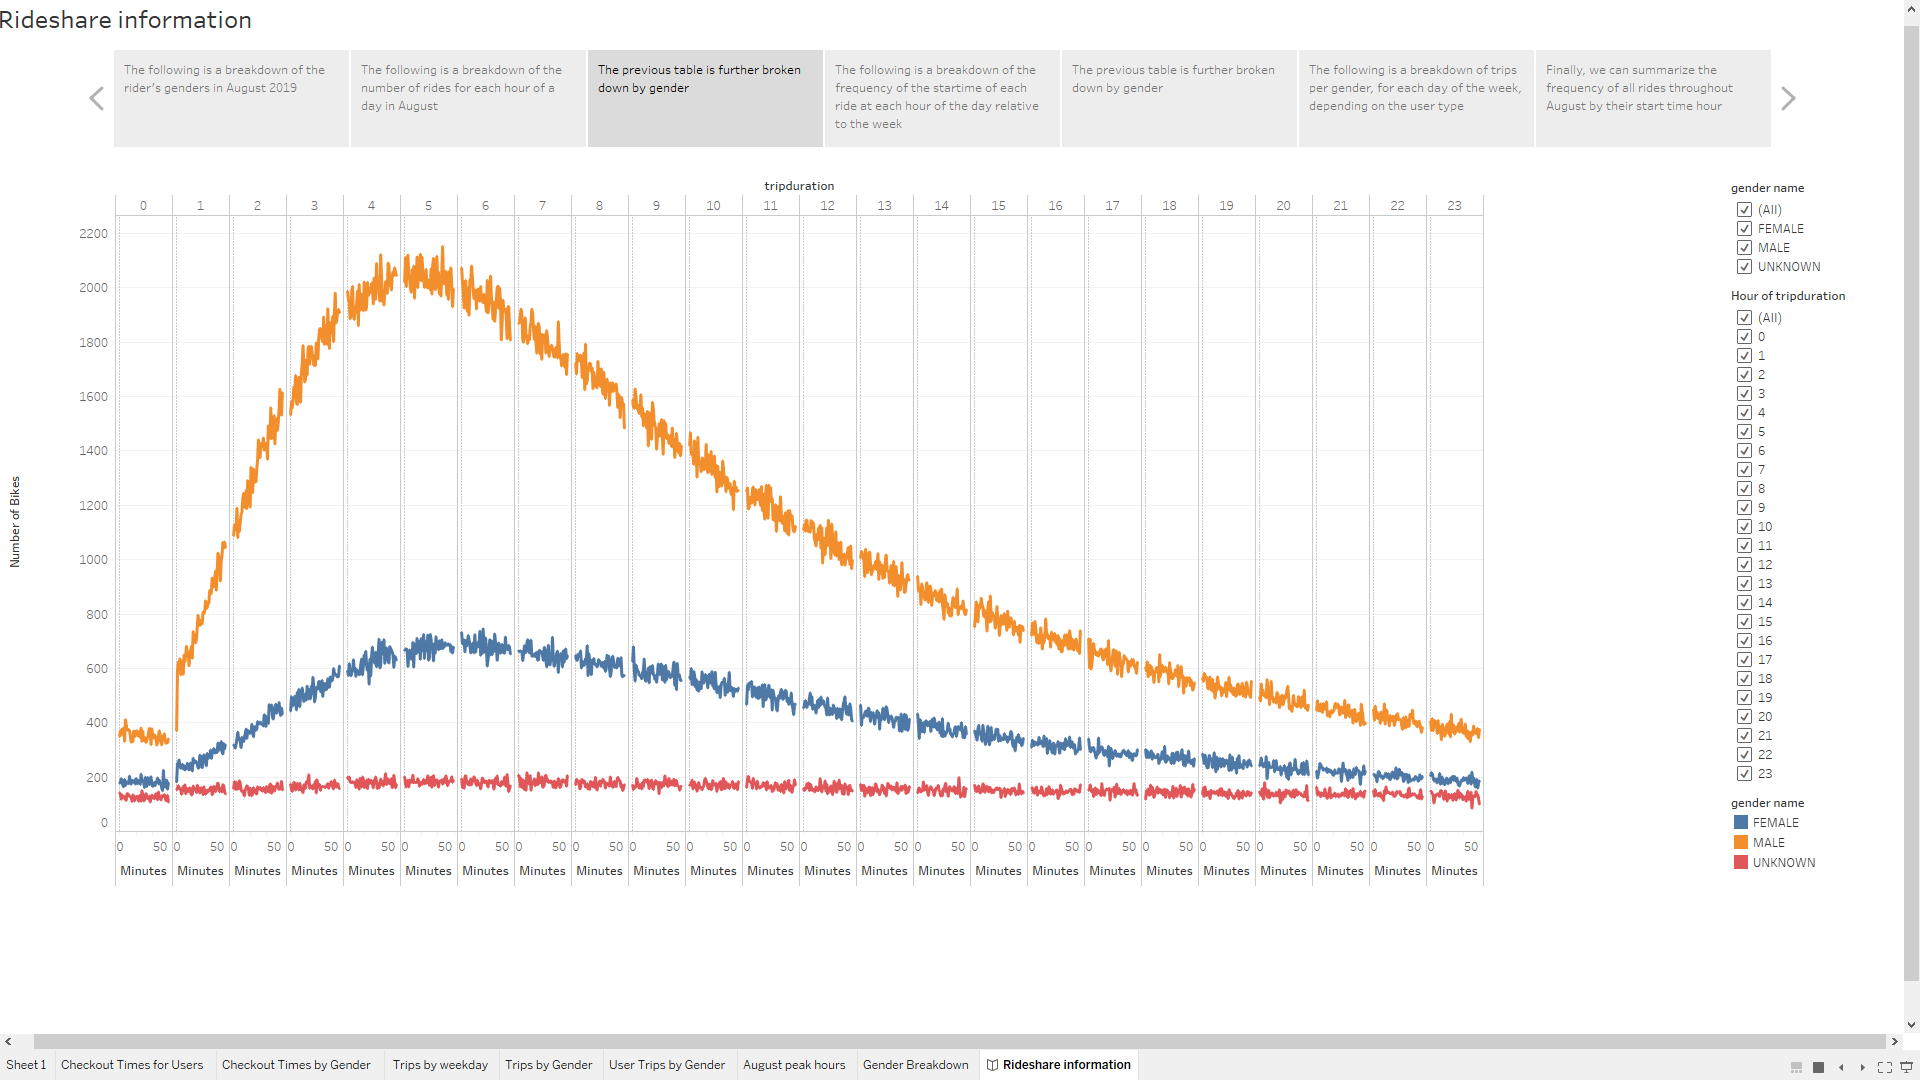 Rideshare information
The following is a breakdown of the
rider's genders in August 2019
The following is a breakdown of the
number of rides for each hour of a
day in August
The previous table is further broken
down by gender
The following is a breakdown of the
frequency of the startime of each
ride at each hour of the day relative
to the week
The previous table is further broken
down by gender
The following is a breakdown of trips
per gender, for each day of the week,
depending on the user type
Finally, we can summarize the
frequency of all rides throughout
August by their start time hour
tripduration
0 1 2 3 4 5 6 7 8 9 10 11 12 13 14 15 16 17 18 19 20 21 22 23
2200
2000
1800
1600
1400
1200
1000
800
600
400
200
0
Number of Bikes
0 50 0 50 0 50 0 50 0 50 0 50 0 50 0 50 0 50 0 50 0 50 0 50 0 50 0 50 0 50 0 50 0 50 0 50 0 50 0 50 0 50 0 50 0 50 0 50
Minutes Minutes Minutes Minutes Minutes Minutes Minutes Minutes Minutes Minutes Minutes Minutes Minutes Minutes Minutes Minutes Minutes Minutes Minutes Minutes Minutes Minutes Minutes Minutes
gender name
(All)
FEMALE
MALE
UNKNOWN
Hour of tripduration
(All)
0
1
2
3
4
5
6
7
8
9
10
11
12
13
14
15
16
17
18
19
20
21
22
23
gender name
FEMALE
MALE
UNKNOWN
Sheet 1 Checkout Times for Users Checkout Times by Gender Trips by weekday Trips by Gender User Trips by Gender August peak hours Gender Breakdown Rideshare information